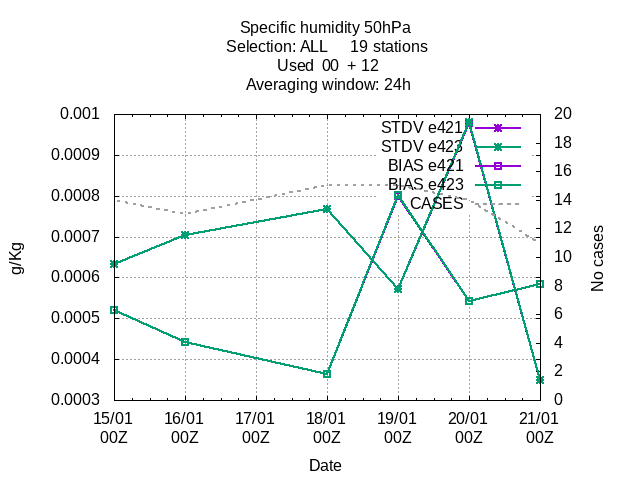 Specific humidity 50hPa
Selection: ALL     19 stations
Used  00  + 12
Averaging window: 24h
0.001
0.0009
0.0008
0.0007
0.0006
0.0005
0.0004
0.0003
g/Kg
20
18
16
14
12
10
8
6
4
2
0
No cases
STDV e421
STDV e423
BIAS e421
BIAS e423
CASES
15/01 16/01 17/01 18/01 19/01 20/01 21/01
00Z 00Z 00Z 00Z 00Z 00Z 00Z
Date